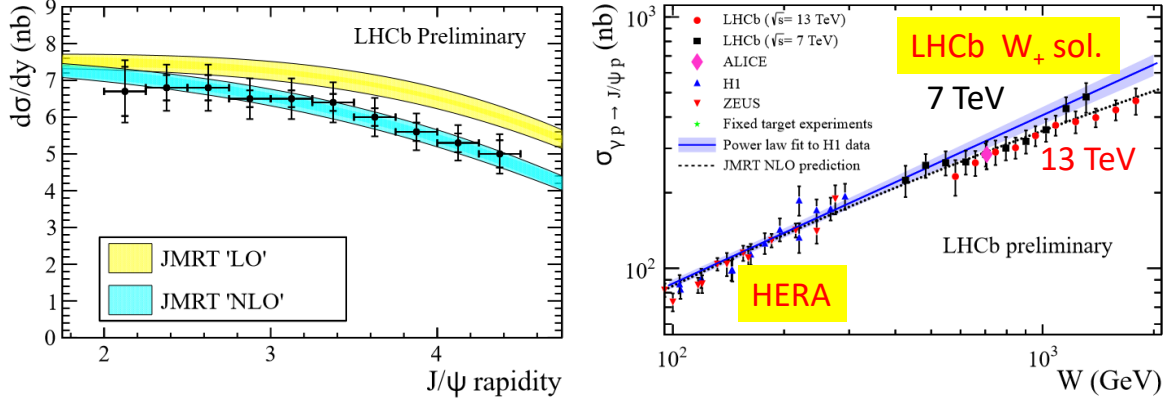 dσ/dy (nb)
9
8
7
6
5
4
3
2
1
0
LHCb Preliminary
JMRT 'LO'
JMRT 'NLO'
2
3
4
J/ψ rapidity
σγ p → J/ψ p (nb)
10³
10²
LHCb (√s= 13 TeV)
LHCb (√s= 7 TeV)
ALICE
H1
ZEUS
Fixed target experiments
Power law fit to H1 data
JMRT NLO prediction
LHCb W+ sol.
7 TeV
13 TeV
LHCb preliminary
HERA
10²
10³
W (GeV)